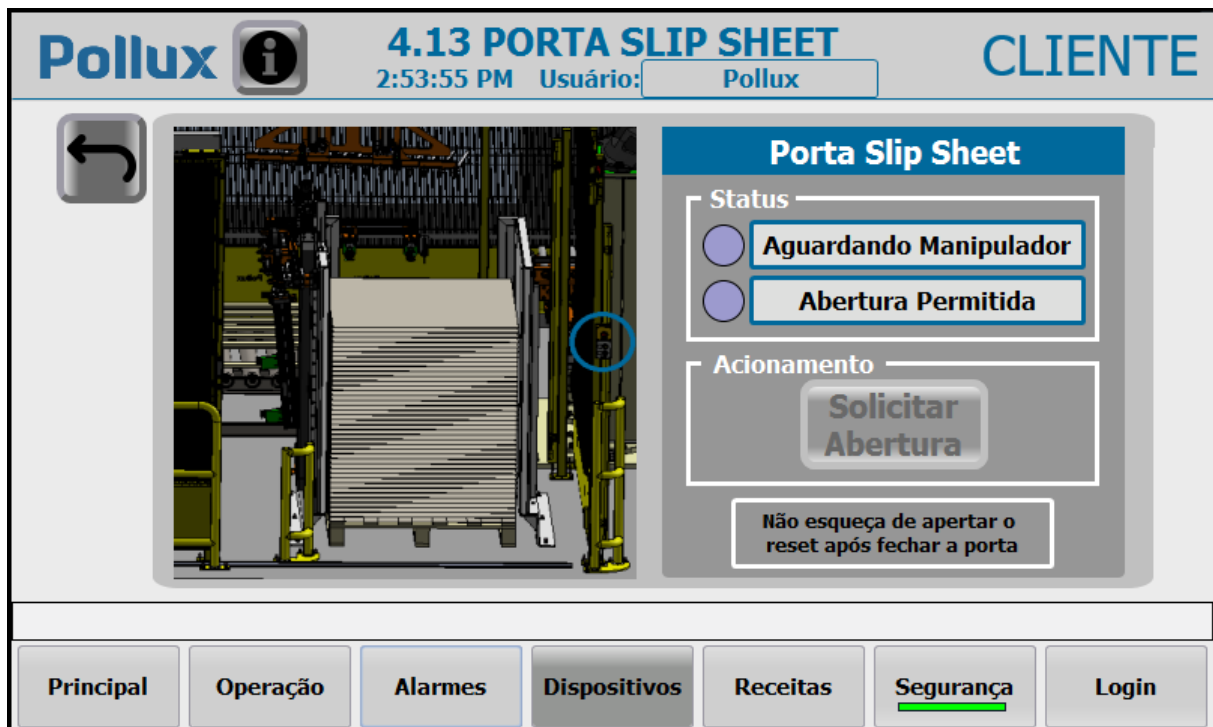 Pollux
4.13 PORTA SLIP SHEET
CLIENTE
2:53:55 PM Usuário: Pollux
Porta Slip Sheet
Status
Aguardando Manipulador
Abertura Permitida
Acionamento
Solicitar
Abertura
Não esqueça de apertar o
reset após fechar a porta
Principal
Operação
Alarmes
Dispositivos
Receitas
Segurança
Login